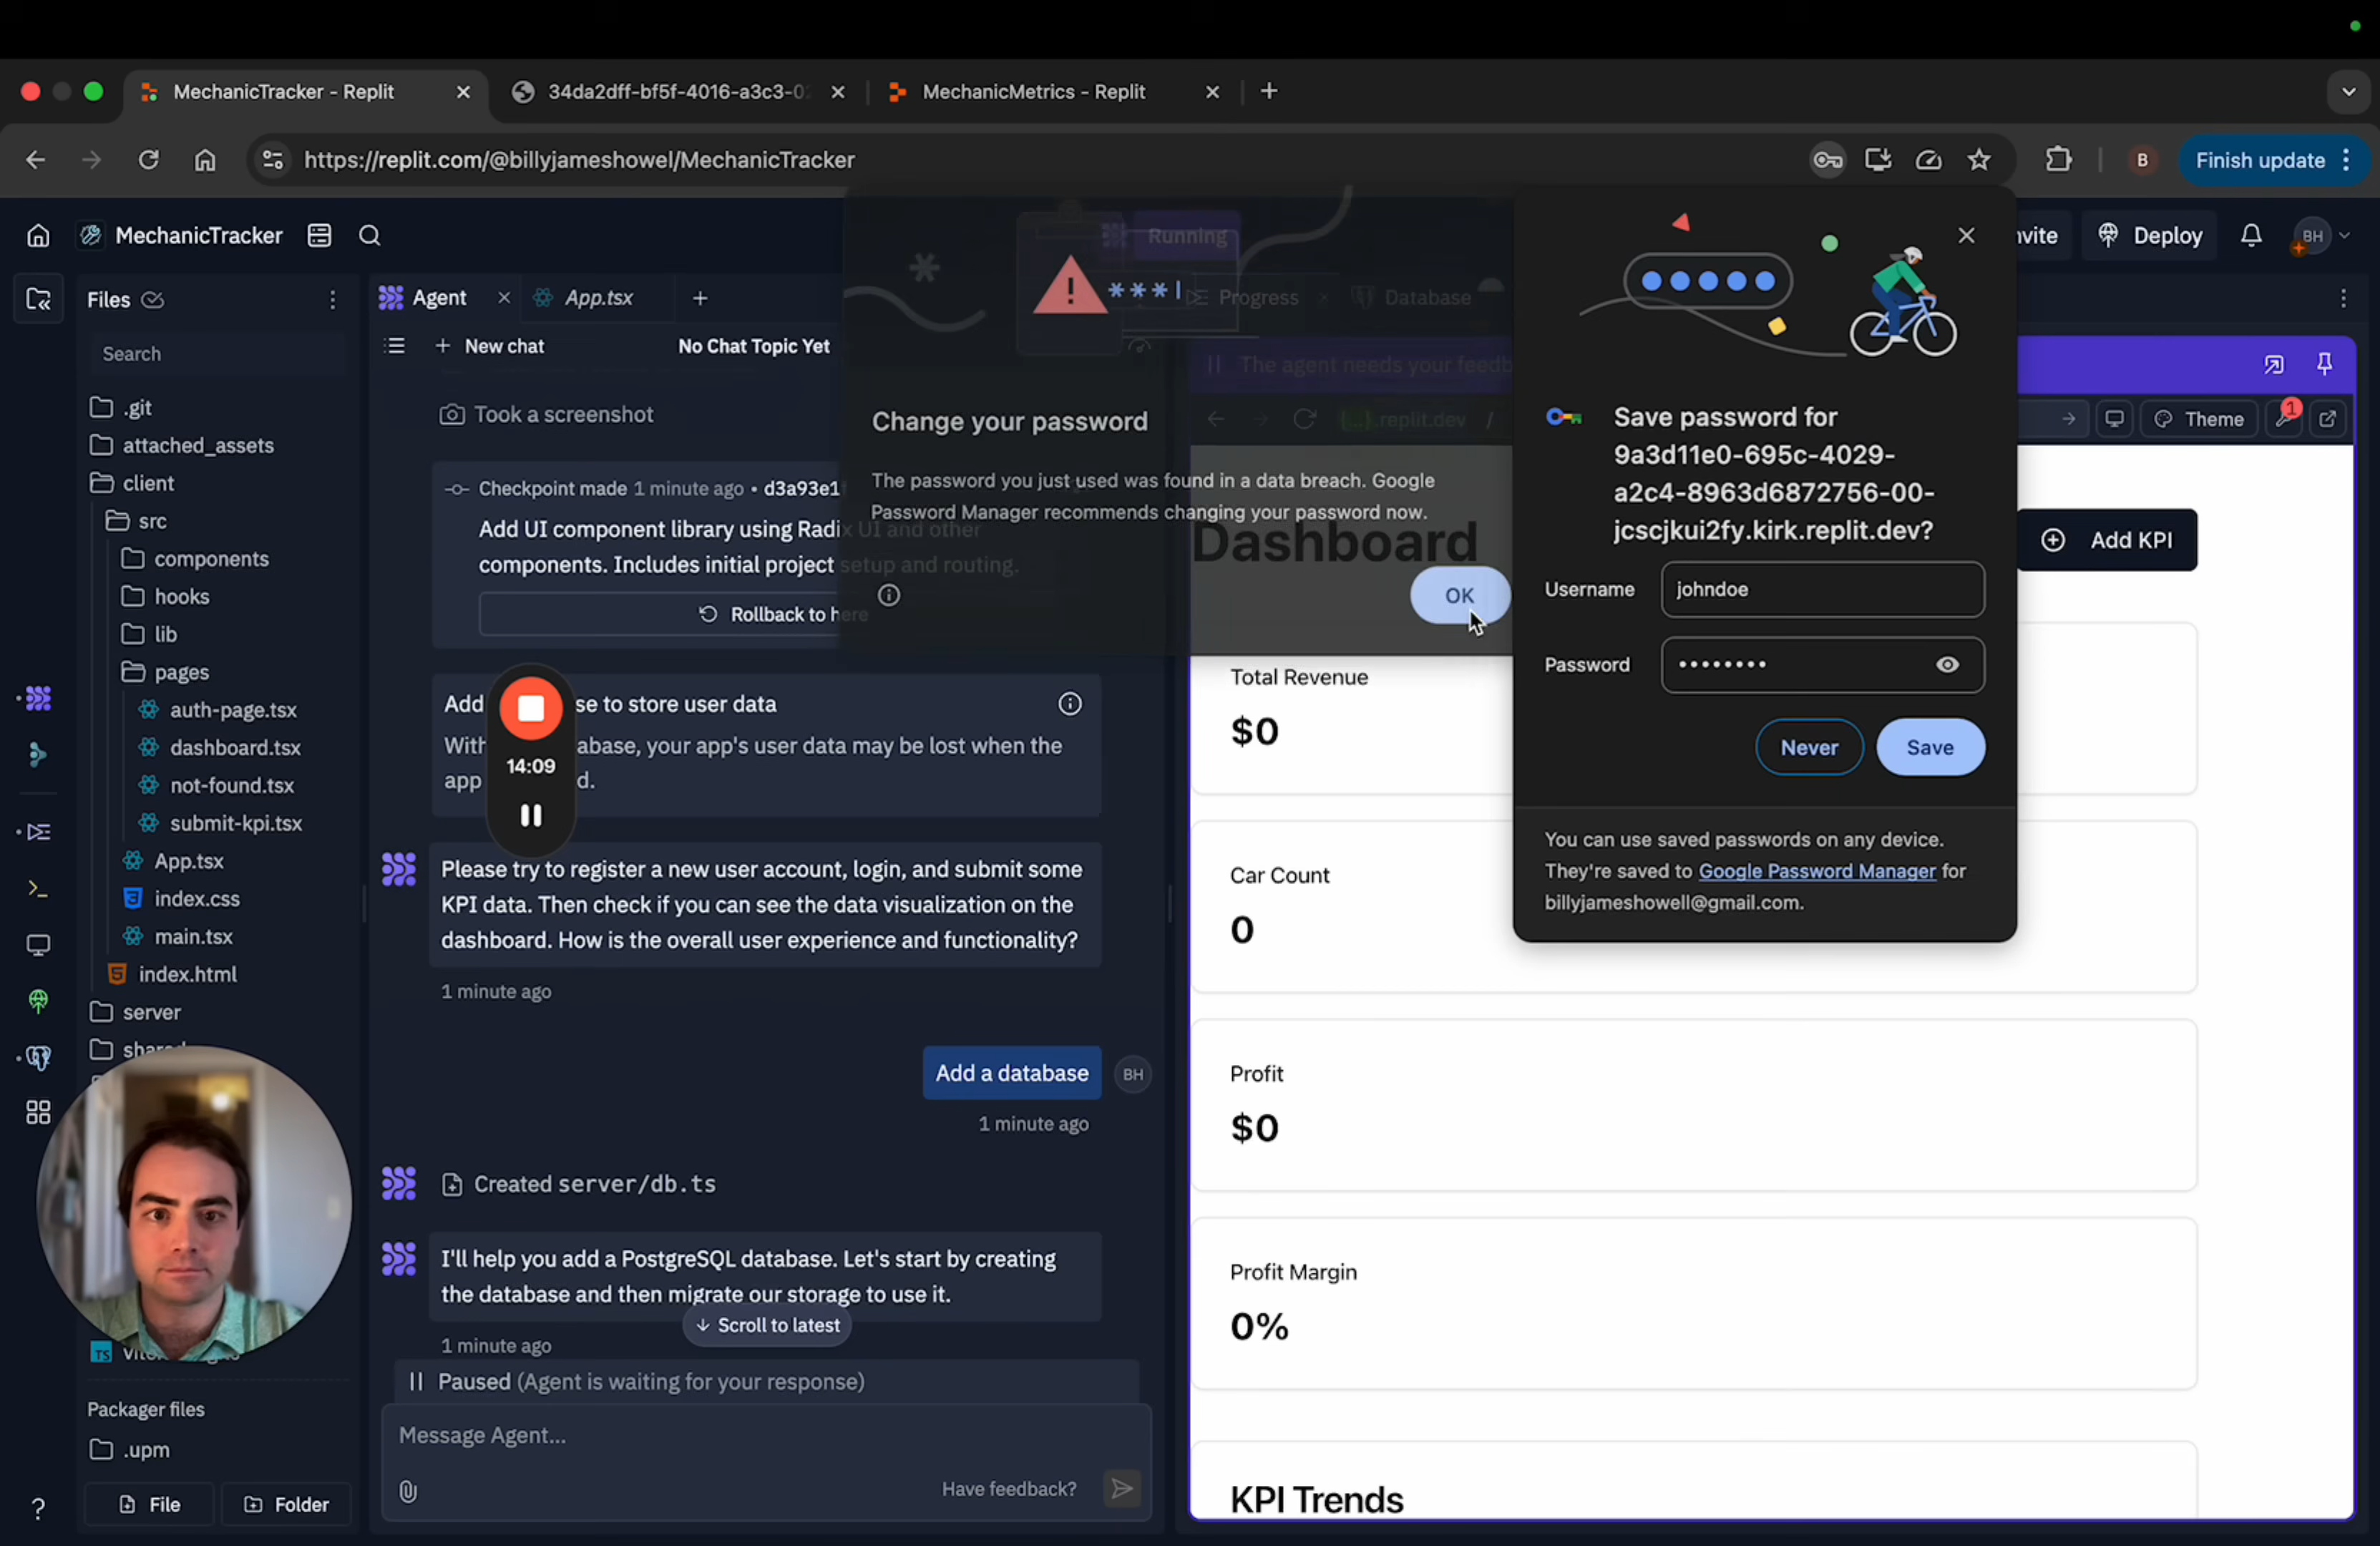 MechanicTracker - Replit
34da2dff-bf5f-4016-a3c3-0
MechanicMetrics - Replit
https://replit.com/@billyjameshowel/MechanicTracker
B
Finish update
MechanicTracker
Running
Deploy
BH
Files
Agent
App.tsx
Progress
Database
Search
New chat
No Chat Topic Yet
The agent needs your feedb
.git
attached_assets
client
src
components
hooks
lib
pages
auth-page.tsx
dashboard.tsx
not-found.tsx
submit-kpi.tsx
App.tsx
index.css
main.tsx
index.html
server
Packager files
.upm
File
Folder
Took a screenshot
Checkpoint made 1 minute ago • d3a93e1
Add UI component library using Radix UI and other
components. Includes initial project setup and routing.
Rollback to here
Add
se to store user data
With
abase, your app's user data may be lost when the
app
d.
14:09
Please try to register a new user account, login, and submit some
KPI data. Then check if you can see the data visualization on the
dashboard. How is the overall user experience and functionality?
1 minute ago
Add a database
BH
1 minute ago
Created server/db.ts
I'll help you add a PostgreSQL database. Let's start by creating
the database and then migrate our storage to use it.
Scroll to latest
1 minute ago
Paused (Agent is waiting for your response)
Message Agent...
Have feedback?
***|
Change your password
The password you just used was found in a data breach. Google
Password Manager recommends changing your password now.
OK
.replit.dev /
Theme
1
Dashboard
Add KPI
Total Revenue
$0
Car Count
0
Profit
$0
Profit Margin
0%
KPI Trends
Save password for
9a3d11e0-695c-4029-
a2c4-8963d6872756-00-
jcscjkui2fy.kirk.replit.dev?
Username
johndoe
Password
••••••••
Never
Save
You can use saved passwords on any device.
They're saved to Google Password Manager for
billyjameshowell@gmail.com.